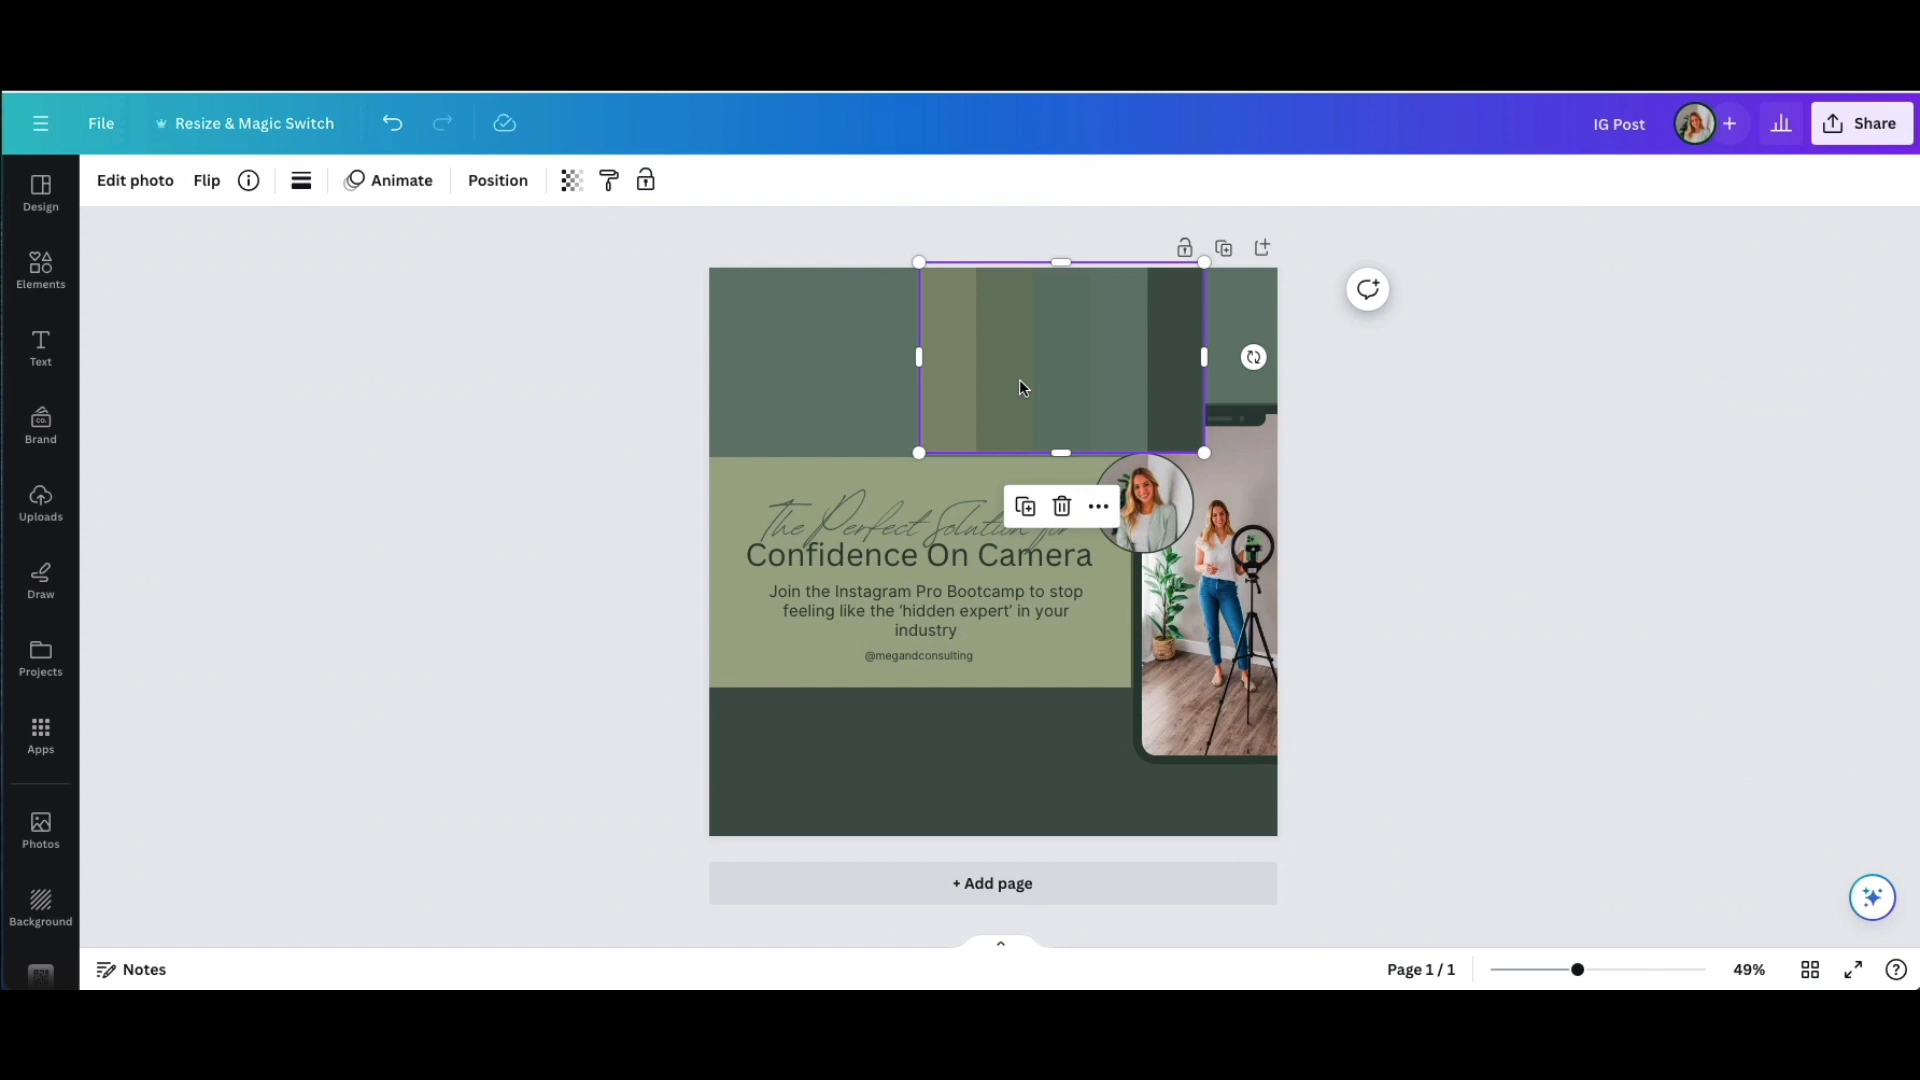 File
Resize & Magic Switch
IG Post
Share
Edit photo
Flip
Animate
Position
Design
Elements
Text
Brand
CO.
Uploads
Draw
Projects
Apps
Photos
Background
The Perfect Solution for
Confidence On Camera
Join the Instagram Pro Bootcamp to stop
feeling like the ‘hidden expert’ in your
industry
@megandconsulting
+ Add page
Notes
Page 1 / 1
49%